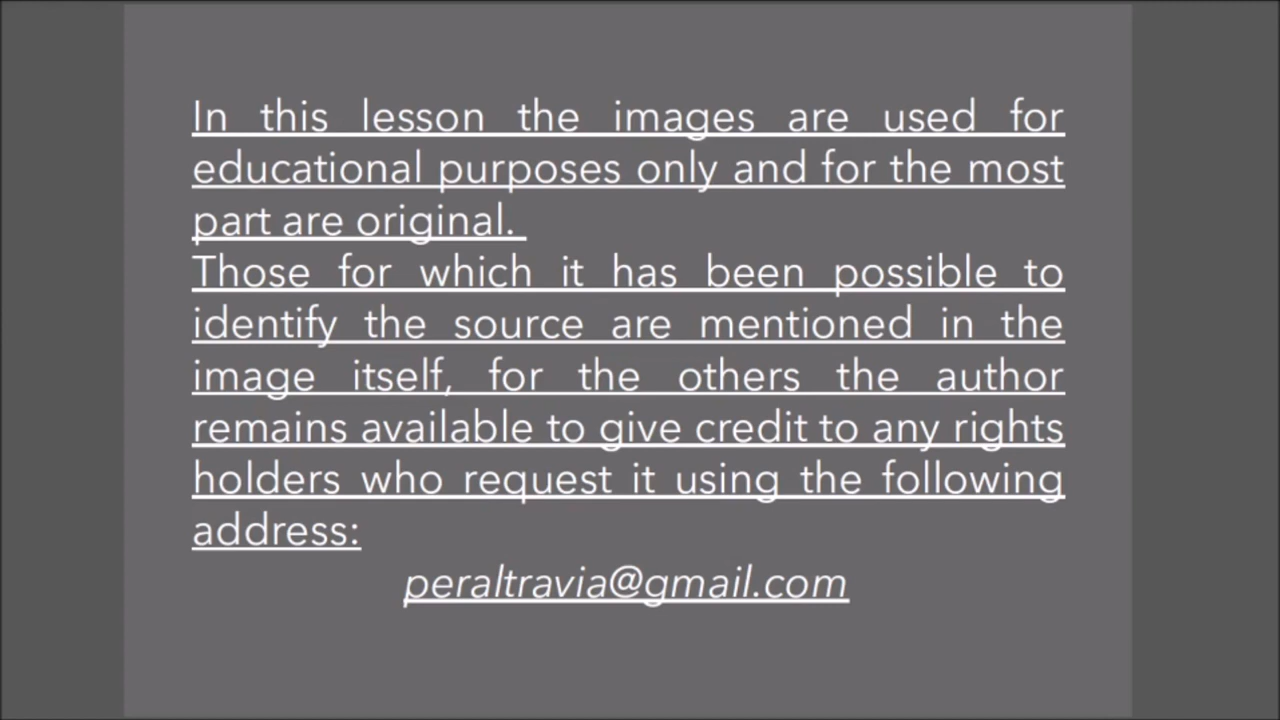 In this lesson the images are used for
educational purposes only and for the most
part are original.
Those for which it has been possible to
identify the source are mentioned in the
image itself, for the others the author
remains available to give credit to any rights
holders who request it using the following
address:
peraltravia@gmail.com